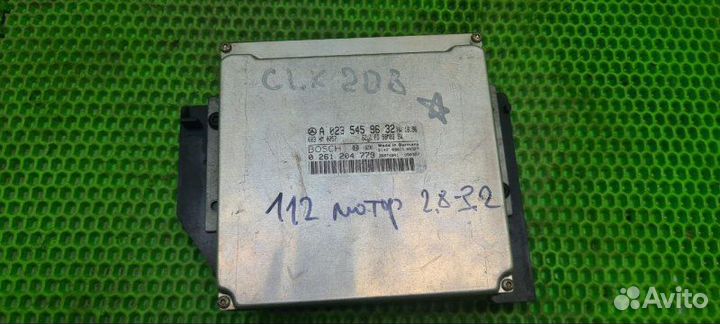 CLK 208
A 023 545 96 32
BOSCH
Made in Germany
0 261 204 779
112 мотор 2.8-3.2
Avito